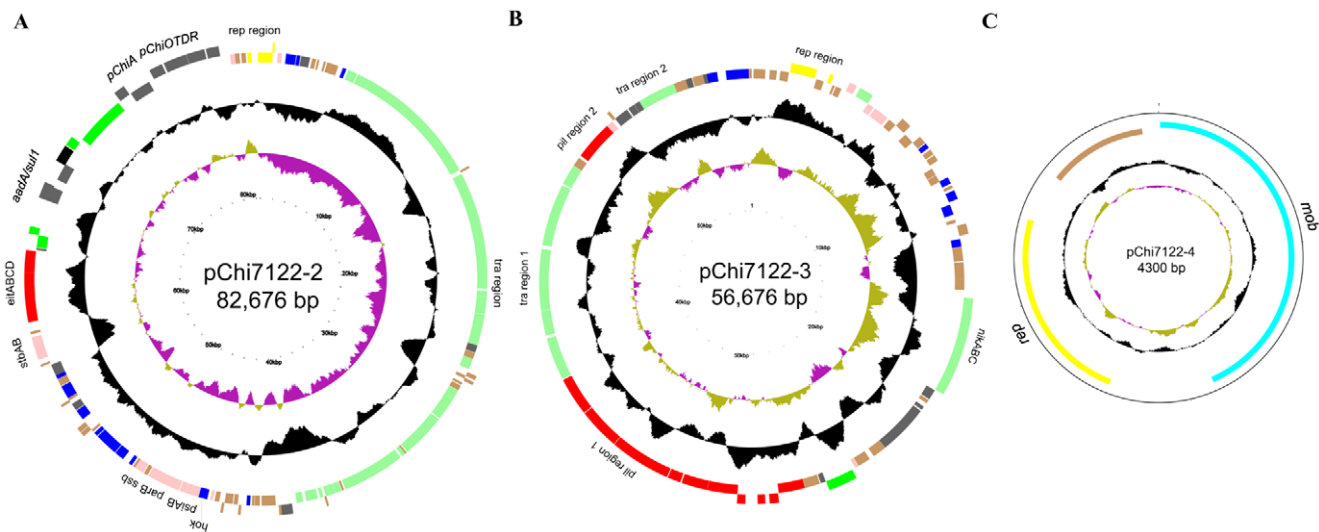 A
rep region
pChiA pChiOTDR
aadA/sul1
eitABCD
stbAB
psiAB parB ssb
hok
tra region
80kbp
10kbp
20kbp
30kbp
40kbp
50kbp
60kbp
70kbp
pChi7122-2
82,676 bp
B
rep region
tra region 2
pil region 2
tra region 1
pil region 1
nikABC
1
10kbp
20kbp
30kbp
40kbp
50kbp
pChi7122-3
56,676 bp
C
1
mob
rep
pChi7122-4
4300 bp